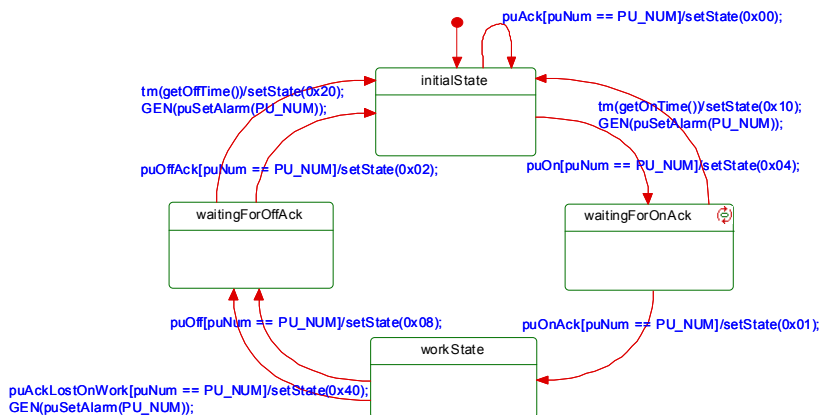 puAck[puNum == PU_NUM]/setState(0x00);
initialState
tm(getOffTime())/setState(0x20);
GEN(puSetAlarm(PU_NUM));
tm(getOnTime())/setState(0x10);
GEN(puSetAlarm(PU_NUM));
puOffAck[puNum == PU_NUM]/setState(0x02);
puOn[puNum == PU_NUM]/setState(0x04);
waitingForOffAck
waitingForOnAck
puOff[puNum == PU_NUM]/setState(0x08);
puOnAck[puNum == PU_NUM]/setState(0x01);
workState
puAckLostOnWork[puNum == PU_NUM]/setState(0x40);
GEN(puSetAlarm(PU_NUM));